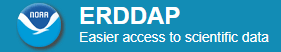 NOAA
ERDDAP
Easier access to scientific data